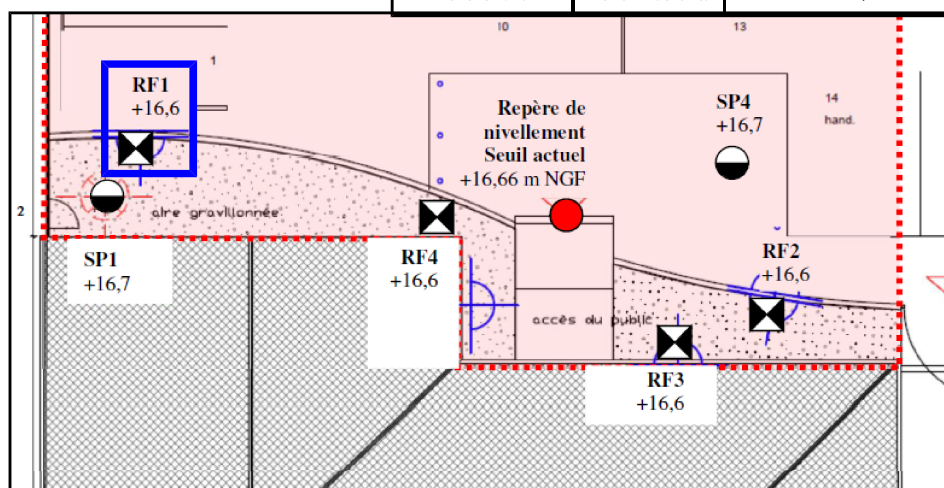 10
13
1
RF1
+16,6
Repère de
nivellement
Seuil actuel
+16,66 m NGF
SP4
+16,7
14
hand.
2
aire gravillonnée
SP1
+16,7
RF4
+16,6
RF2
+16,6
accès du public
RF3
+16,6